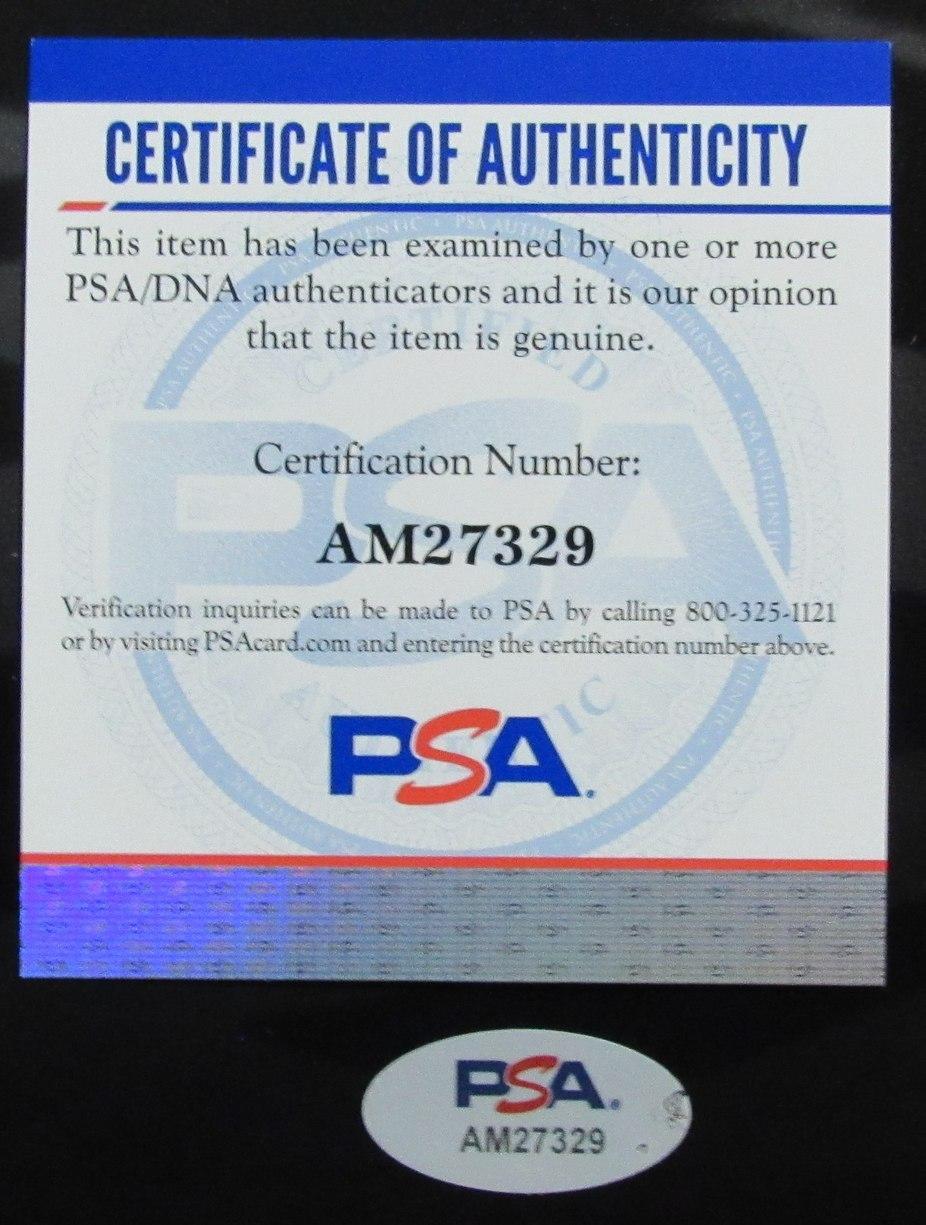 CERTIFICATE OF AUTHENTICITY
This item has been examined by one or more
PSA/DNA authenticators and it is our opinion
that the item is genuine.
Certification Number:
AM27329
Verification inquiries can be made to PSA by calling 800-325-1121
or by visiting PSAcard.com and entering the certification number above.
PSA
PSA
AM27329